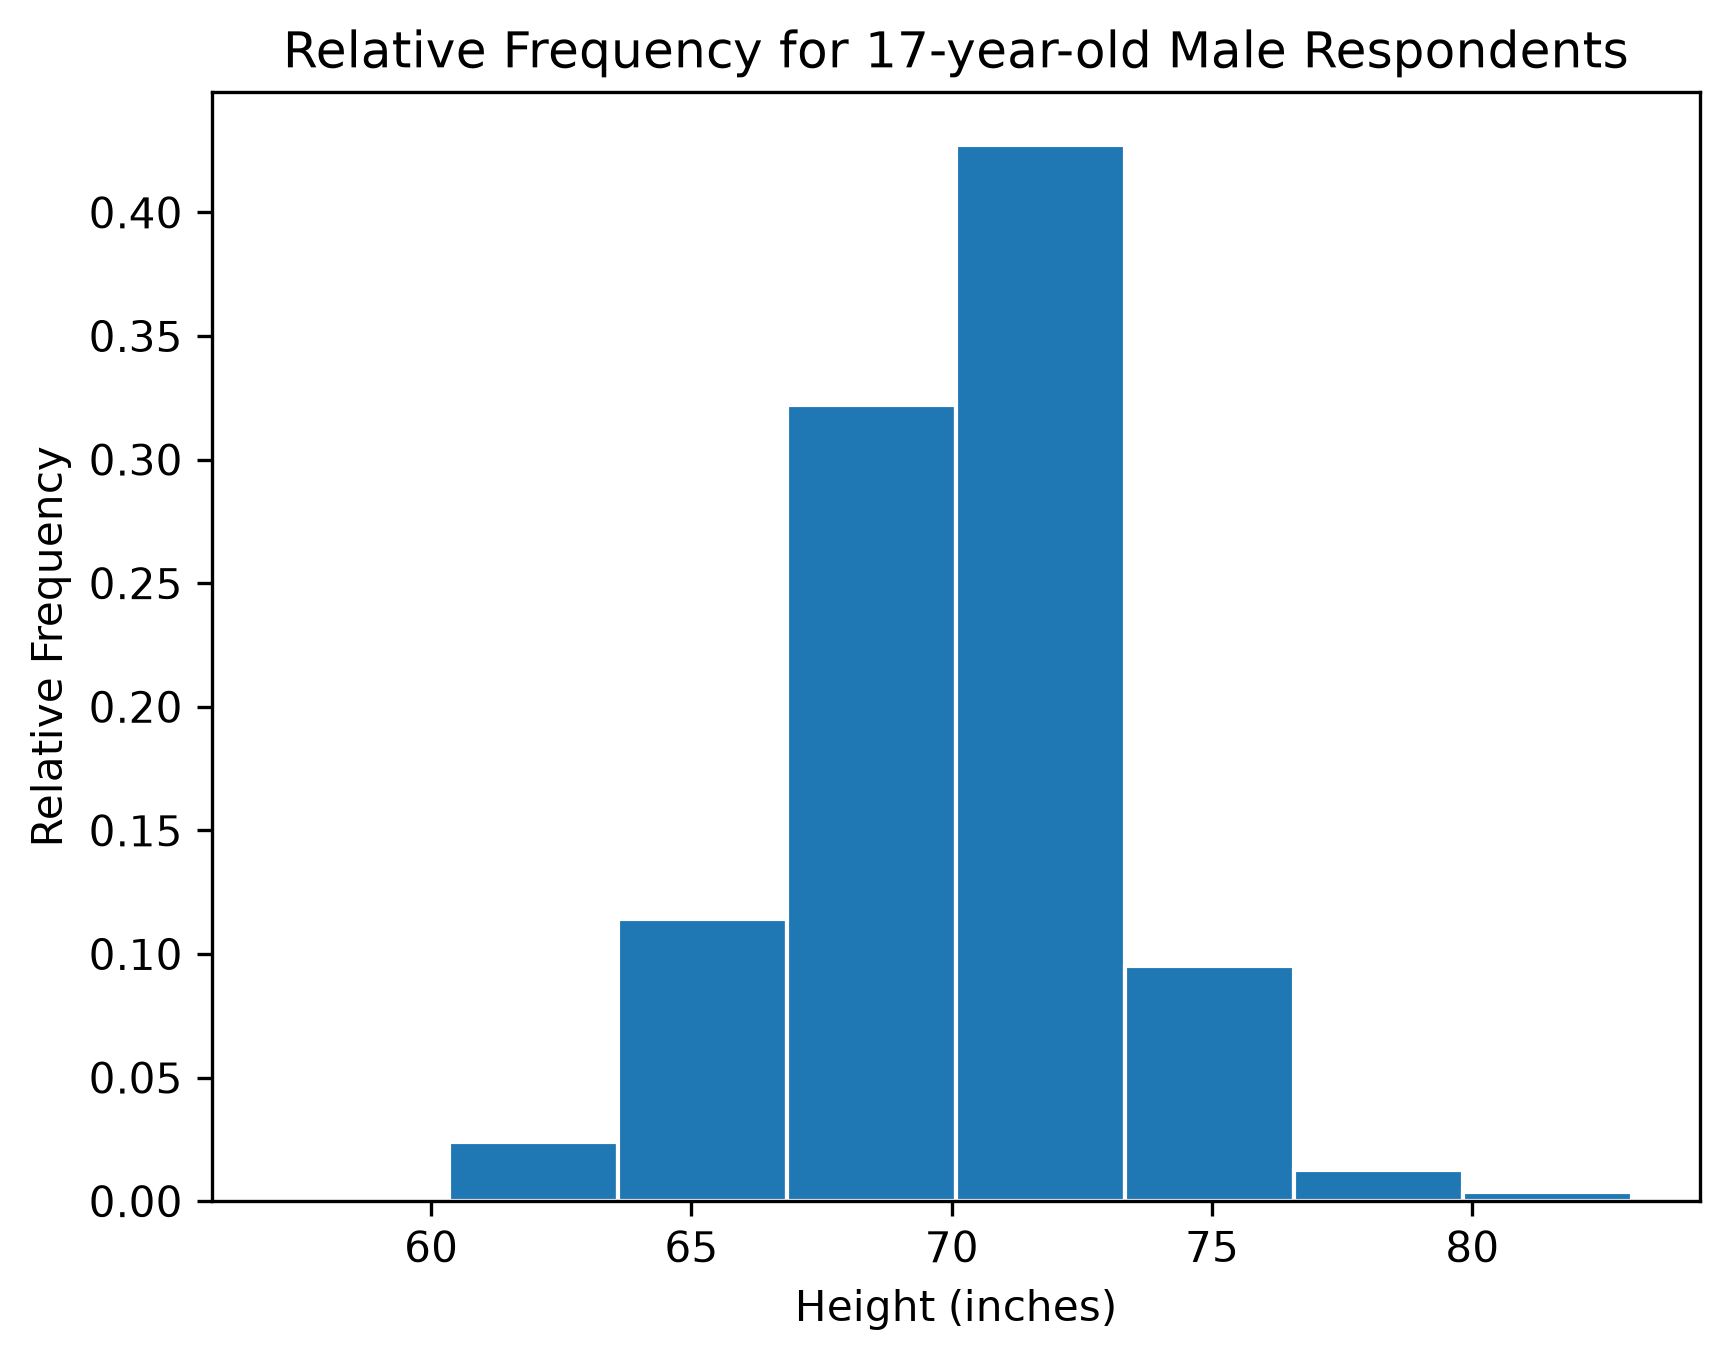 Relative Frequency for 17-year-old Male Respondents
Relative Frequency
0.40
0.35
0.30
0.25
0.20
0.15
0.10
0.05
0.00
60 65 70 75 80
Height (inches)